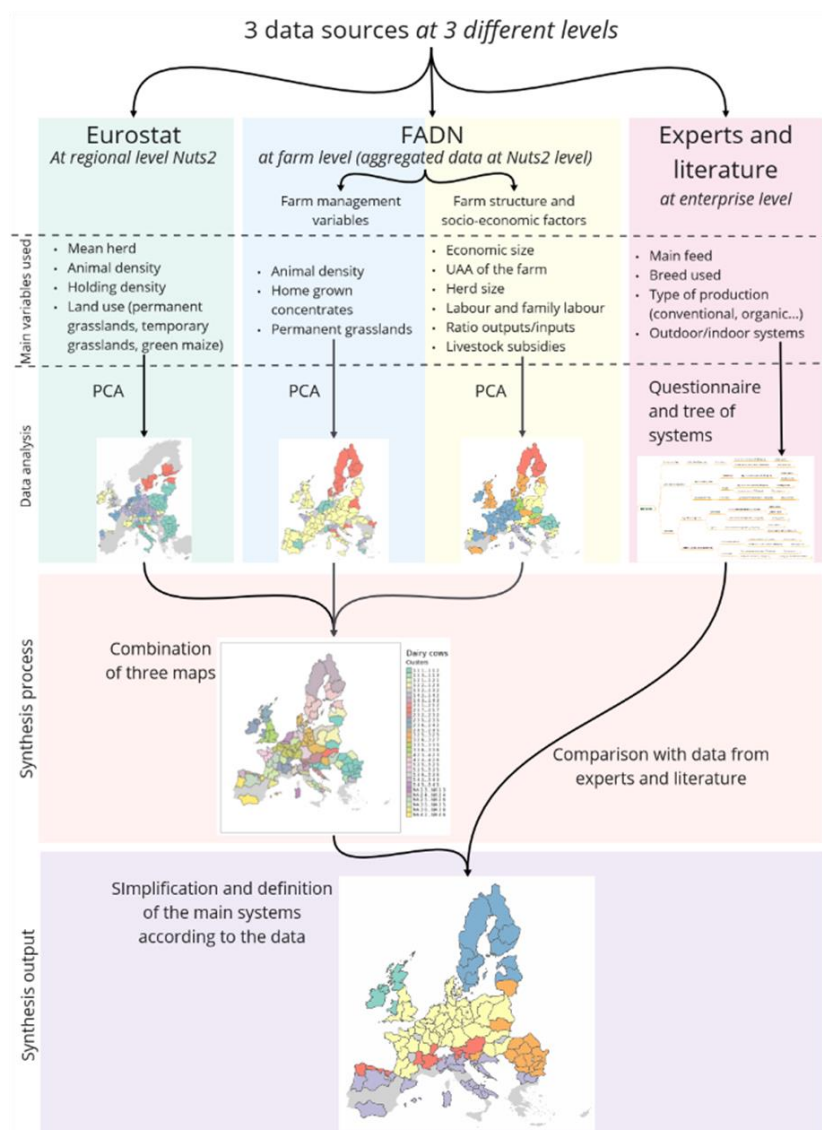 3 data sources at 3 different levels
Eurostat
At regional level Nuts2
FADN
at farm level (aggregated data at Nuts2 level)
Farm management
variables
Farm structure and
socio-economic factors
Experts and
literature
at enterprise level
Main variables used
• Mean herd
• Animal density
• Holding density
• Land use (permanent
grasslands, temporary
grasslands, green maize)
• Animal density
• Home grown
concentrates
• Permanent grasslands
• Economic size
• UAA of the farm
• Herd size
• Labour and family labour
• Ratio outputs/inputs
• Livestock subsidies
• Main feed
• Breed used
• Type of production
(conventional, organic...)
• Outdoor/indoor systems
Data analysis
PCA
PCA
PCA
Questionnaire
and tree of
systems
Synthesis process
Combination
of three maps
Dairy cows
Clusters
Comparison with data from
experts and literature
Synthesis output
SImplification and definition
of the main systems
according to the data